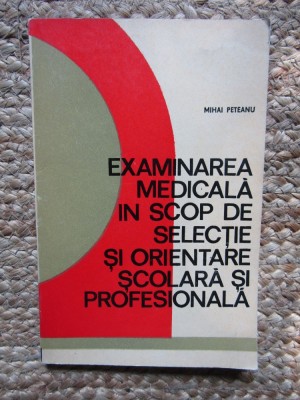 MIHAI PETEANU
EXAMINAREA
MEDICALĂ
IN SCOP DE
SELECȚIE
ȘI ORIENTARE
ȘCOLARĂ ȘI
PROFESIONALĂ